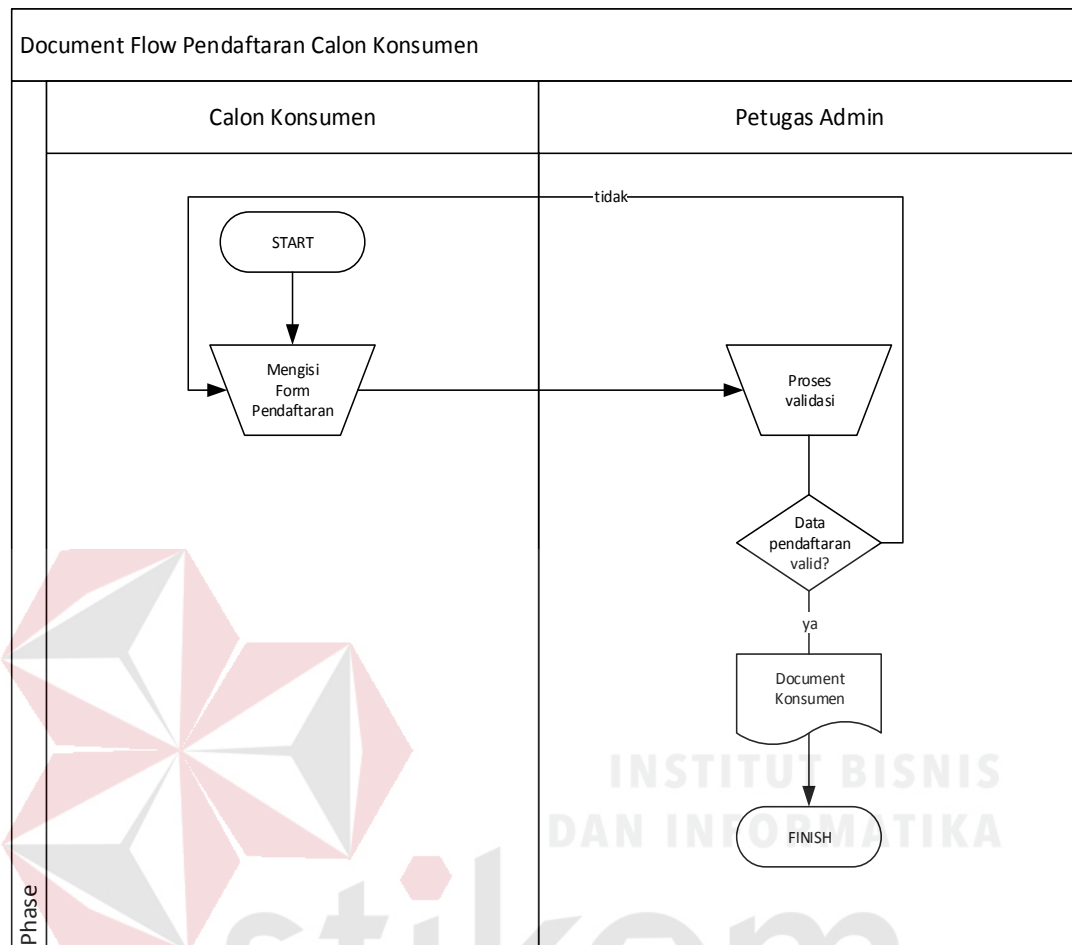 Document Flow Pendaftaran Calon Konsumen
Calon Konsumen
Petugas Admin
tidak
START
Mengisi
Form
Pendaftaran
Proses
validasi
Data
pendaftaran
valid?
ya
Document
Konsumen
INSTITUT BISNIS
DAN INFORMATIKA
FINISH
Phase
stikom